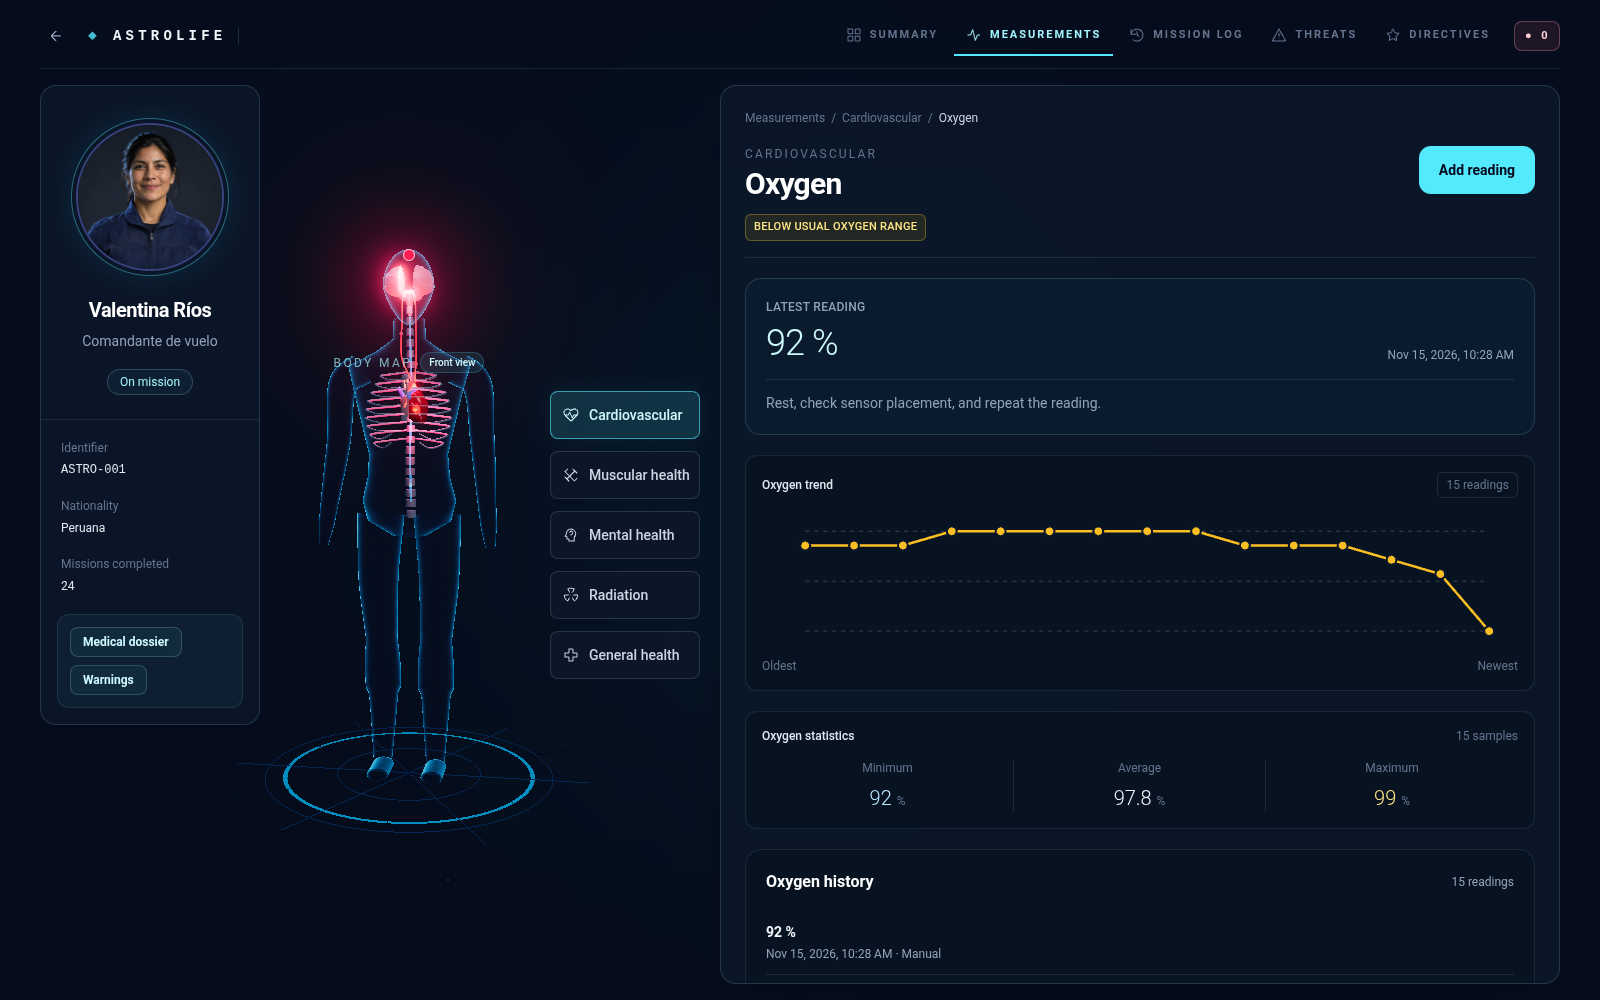 ASTROLIFE
SUMMARY
MEASUREMENTS
MISSION LOG
THREATS
DIRECTIVES
0
Valentina Ríos
Comandante de vuelo
On mission
Identifier
ASTRO-001
Nationality
Peruana
Missions completed
24
Medical dossier
Warnings
BODY MAP
Front view
Cardiovascular
Muscular health
Mental health
Radiation
General health
Measurements / Cardiovascular / Oxygen
CARDIOVASCULAR
Oxygen
Add reading
BELOW USUAL OXYGEN RANGE
LATEST READING
92 %
Nov 15, 2026, 10:28 AM
Rest, check sensor placement, and repeat the reading.
Oxygen trend
15 readings
Oldest
Newest
Oxygen statistics
15 samples
Minimum
92 %
Average
97.8 %
Maximum
99 %
Oxygen history
15 readings
92 %
Nov 15, 2026, 10:28 AM · Manual